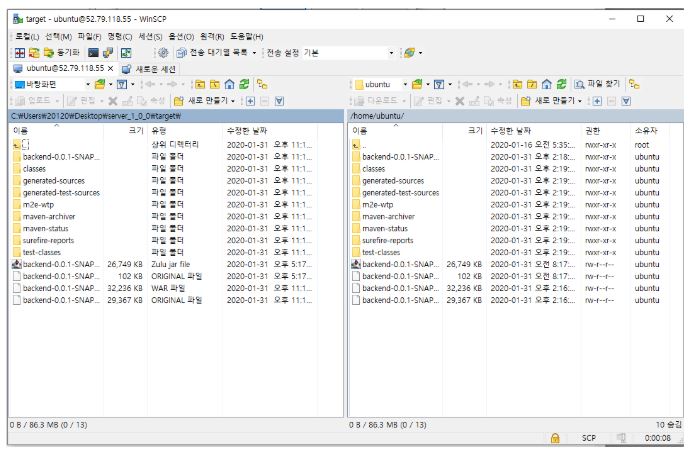 target - ubuntu@52.79.118.55 - WinSCP
로컬(L) 선택(M) 파일(F) 명령(C) 세션(S) 옵션(O) 원격(R) 도움말(H)
동기화 전송 대기열 목록 전송 설정 기본
ubuntu@52.79.118.55 × 새로운 세션
바탕화면
업로드 편집 속성 새로 만들기
C:₩Users₩20120₩Desktop₩server_1_0_0₩target₩
이름 크기 유형 수정한 날짜
.. 상위 디렉터리 2020-01-31 오후 11:1...
backend-0.0.1-SNAP... 파일 폴더 2020-01-31 오후 11:1...
classes 파일 폴더 2020-01-31 오후 11:1...
generated-sources 파일 폴더 2020-01-31 오후 11:1...
generated-test-sources 파일 폴더 2020-01-31 오후 11:1...
m2e-wtp 파일 폴더 2020-01-31 오후 11:1...
maven-archiver 파일 폴더 2020-01-31 오후 11:1...
maven-status 파일 폴더 2020-01-31 오후 11:1...
surefire-reports 파일 폴더 2020-01-31 오후 11:1...
test-classes 파일 폴더 2020-01-31 오후 11:1...
backend-0.0.1-SNAP... 26,749 KB Zulu jar file 2020-01-31 오후 5:17...
backend-0.0.1-SNAP... 102 KB ORIGINAL 파일 2020-01-31 오후 5:17...
backend-0.0.1-SNAP... 32,236 KB WAR 파일 2020-01-31 오후 11:1...
backend-0.0.1-SNAP... 29,367 KB ORIGINAL 파일 2020-01-31 오후 11:1...
0 B / 86.3 MB (0 / 13)
ubuntu 파일 찾기
다운로드 편집 속성 새로 만들기
/home/ubuntu/
이름 크기 수정한 날짜 권한 소유자
.. 2020-01-16 오전 5:35:... rwxr-xr-x root
backend-0.0.1-SNAP... 2020-01-31 오후 2:18:... rwxr-xr-x ubuntu
classes 2020-01-31 오후 2:19:... rwxr-xr-x ubuntu
generated-sources 2020-01-31 오후 2:19:... rwxr-xr-x ubuntu
generated-test-sources 2020-01-31 오후 2:19:... rwxr-xr-x ubuntu
m2e-wtp 2020-01-31 오후 2:19:... rwxr-xr-x ubuntu
maven-archiver 2020-01-31 오후 2:19:... rwxr-xr-x ubuntu
maven-status 2020-01-31 오후 2:19:... rwxr-xr-x ubuntu
surefire-reports 2020-01-31 오후 2:19:... rwxr-xr-x ubuntu
test-classes 2020-01-31 오후 2:19:... rwxr-xr-x ubuntu
backend-0.0.1-SNAP... 26,749 KB 2020-01-31 오전 8:17:... rw-r--r-- ubuntu
backend-0.0.1-SNAP... 102 KB 2020-01-31 오전 8:17:... rw-r--r-- ubuntu
backend-0.0.1-SNAP... 32,236 KB 2020-01-31 오후 2:16:... rw-r--r-- ubuntu
backend-0.0.1-SNAP... 29,367 KB 2020-01-31 오후 2:16:... rw-r--r-- ubuntu
0 B / 86.3 MB (0 / 13) 10 숨김
SCP 0:00:08